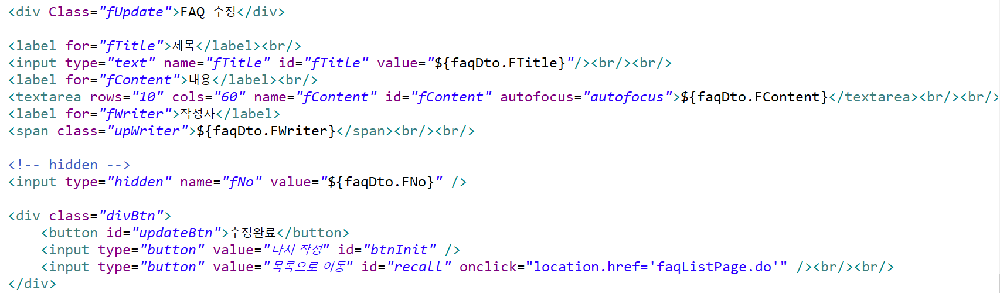 <div Class="fUpdate">FAQ 수정</div>
<label for="fTitle">제목</label><br/>
<input type="text" name="fTitle" id="fTitle" value="${faqDto.FTitle}"/><br/><br/>
<label for="fContent">내용</label><br/>
<textarea rows="10" cols="60" name="fContent" id="fContent" autofocus="autofocus">${faqDto.FContent}</textarea><br/><br/>
<label for="fWriter">작성자</label>
<span class="upWriter">${faqDto.FWriter}</span><br/><br/>
<!-- hidden -->
<input type="hidden" name="fNo" value="${faqDto.FNo}" />
<div class="divBtn">
<button id="updateBtn">수정완료</button>
<input type="button" value="다시 작성" id="btnInit" />
<input type="button" value="목록으로 이동" id="recall" onclick="location.href='faqListPage.do'" /><br/><br/>
</div>